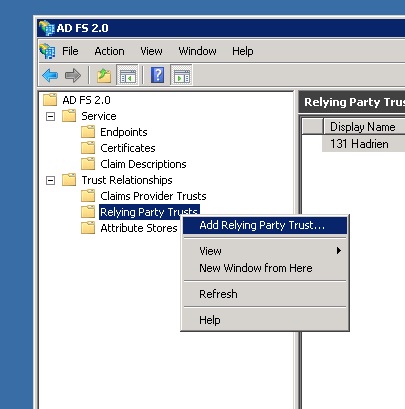 AD FS 2.0
File Action View Window Help
AD FS 2.0
Service
Endpoints
Certificates
Claim Descriptions
Trust Relationships
Claims Provider Trusts
Relying Party Trusts
Attribute Stores
Relying Party Trus
Display Name
131 Hadrien
Add Relying Party Trust...
View
New Window from Here
Refresh
Help